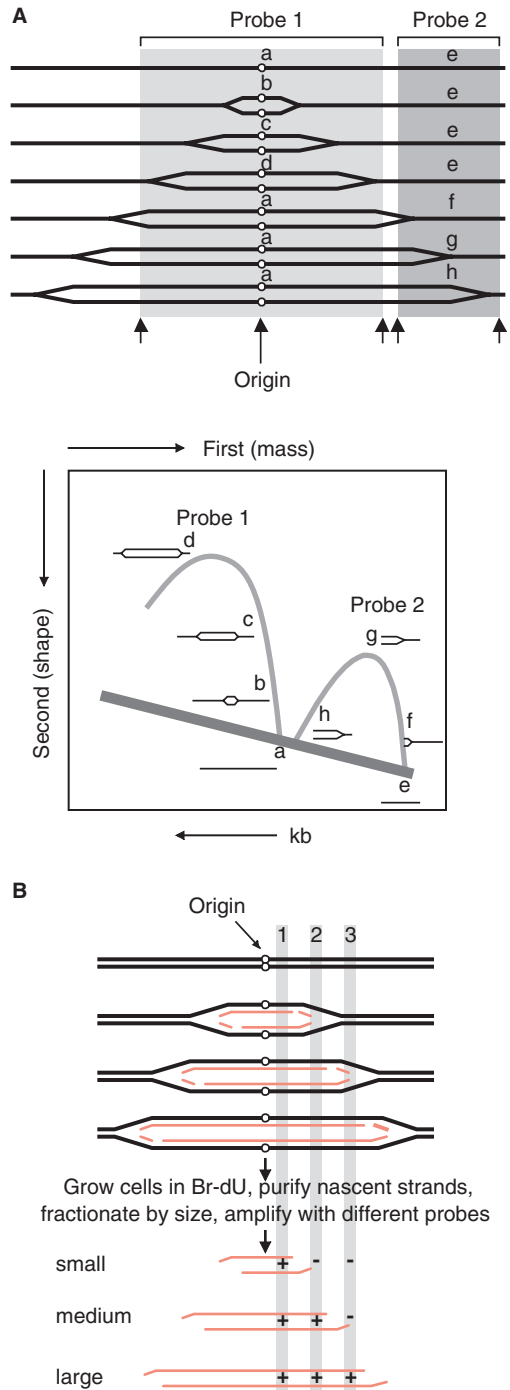 A
Probe 1 Probe 2
a e
b e
c e
d e
a f
a g
a h
Origin
First (mass)
Second (shape)
Probe 1
d
c
b
a
Probe 2
g
h
f
e
kb
B
Origin
1 2 3
Grow cells in Br-dU, purify nascent strands,
fractionate by size, amplify with different probes
small + - -
medium + + -
large + + +